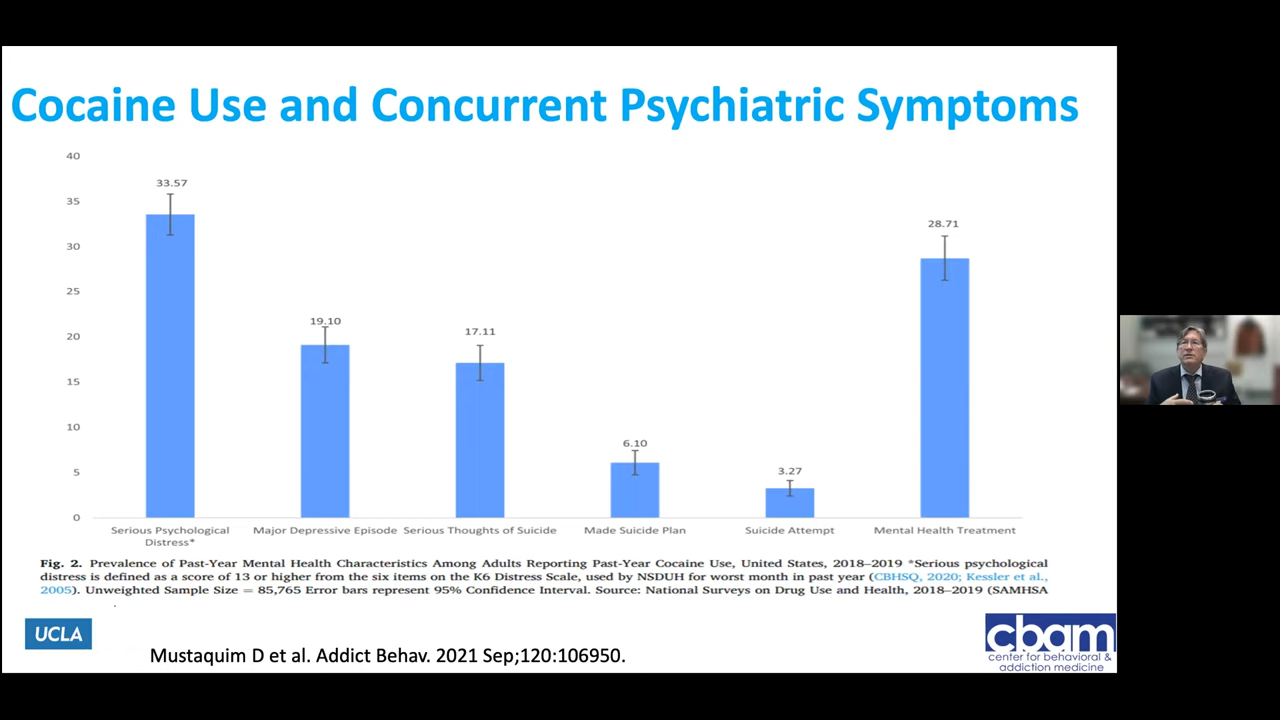 Cocaine Use and Concurrent Psychiatric Symptoms
40
35
30
25
20
15
10
5
0
33.57
19.10
17.11
6.10
3.27
28.71
Serious Psychological
Distress*
Major Depressive Episode
Serious Thoughts of Suicide
Made Suicide Plan
Suicide Attempt
Mental Health Treatment
Fig. 2. Prevalence of Past-Year Mental Health Characteristics Among Adults Reporting Past-Year Cocaine Use, United States, 2018–2019 *Serious psychological
distress is defined as a score of 13 or higher from the six items on the K6 Distress Scale, used by NSDUH for worst month in past year (CBHSQ, 2020; Kessler et al.,
2005). Unweighted Sample Size = 85,765 Error bars represent 95% Confidence Interval. Source: National Surveys on Drug Use and Health, 2018–2019 (SAMHSA
UCLA
Mustaquim D et al. Addict Behav. 2021 Sep;120:106950.
cbam
center for behavioral &
addiction medicine